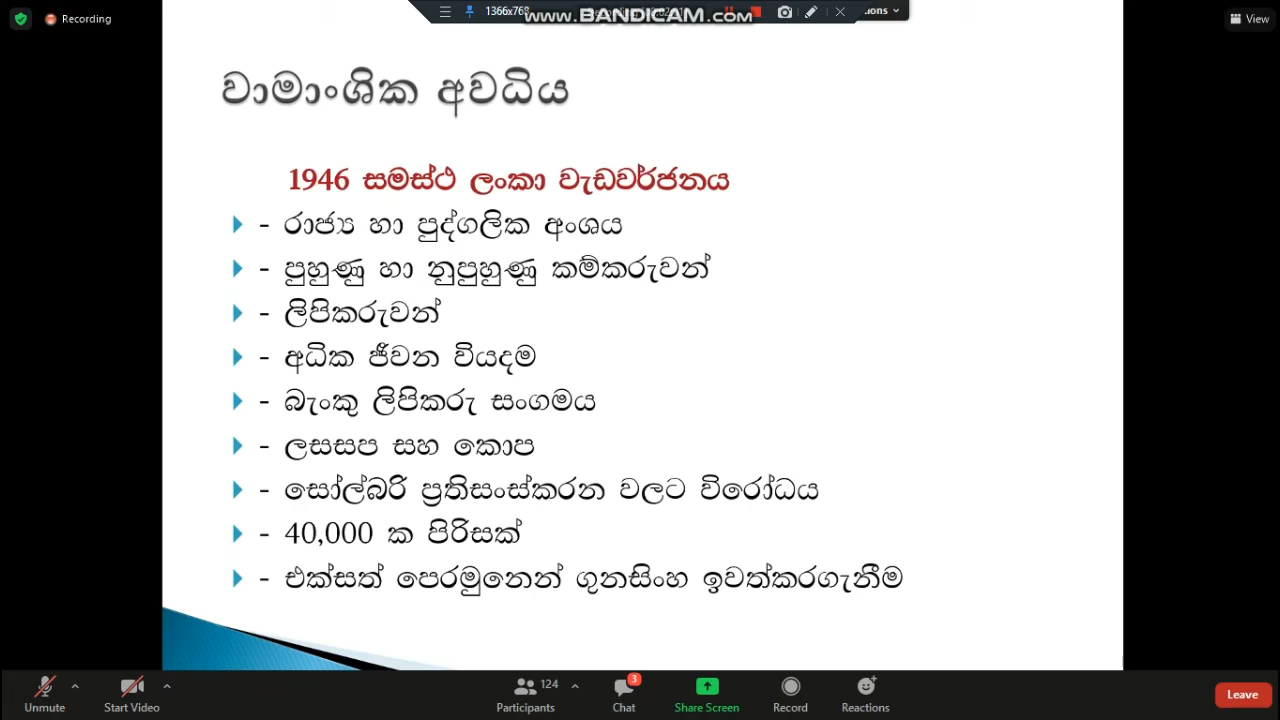 Recording
1366x768
www.BANDICAM.com
ions
View
වාමාංශික අවධිය
1946 සමස්ථ ලංකා වැඩවර්ජනය
- රාජ්‍ය හා පුද්ගලික අංශය
- පුහුණු හා නුපුහුණු කම්කරුවන්
- ලිපිකරුවන්
- අධික ජීවන වියදම
- බැංකු ලිපිකරු සංගමය
- ලසසප සහ කොප
- සෝල්බරි ප්‍රතිසංස්කරන වලට විරෝධය
- 40,000 ක පිරිසක්
- එක්සත් පෙරමුනෙන් ගුනසිංහ ඉවත්කරගැනීම
124
3
Unmute
Start Video
Participants
Chat
Share Screen
Record
Reactions
Leave